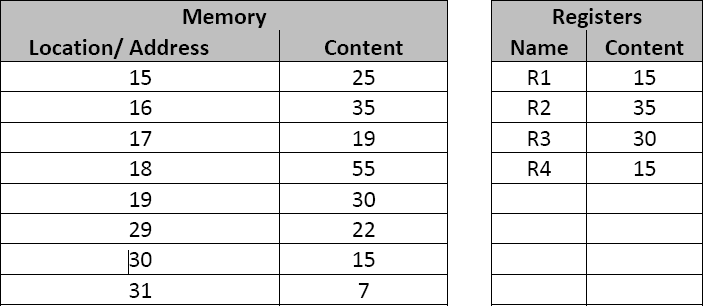 Memory Registers
Location/ Address Content Name Content
15 25 R1 15
16 35 R2 35
17 19 R3 30
18 55 R4 15
19 30
29 22
30 15
31 7